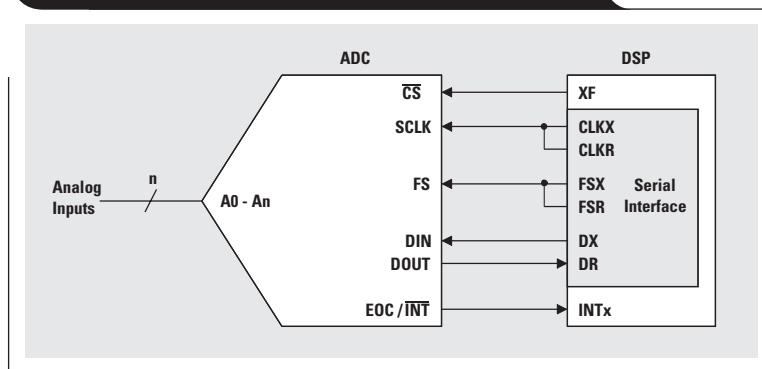 ADC
DSP
CS
XF
SCLK
CLKX
CLKR
n
Analog
Inputs
A0 - An
FS
FSX
FSR
Serial
Interface
DIN
DX
DOUT
DR
EOC / INT
INTx